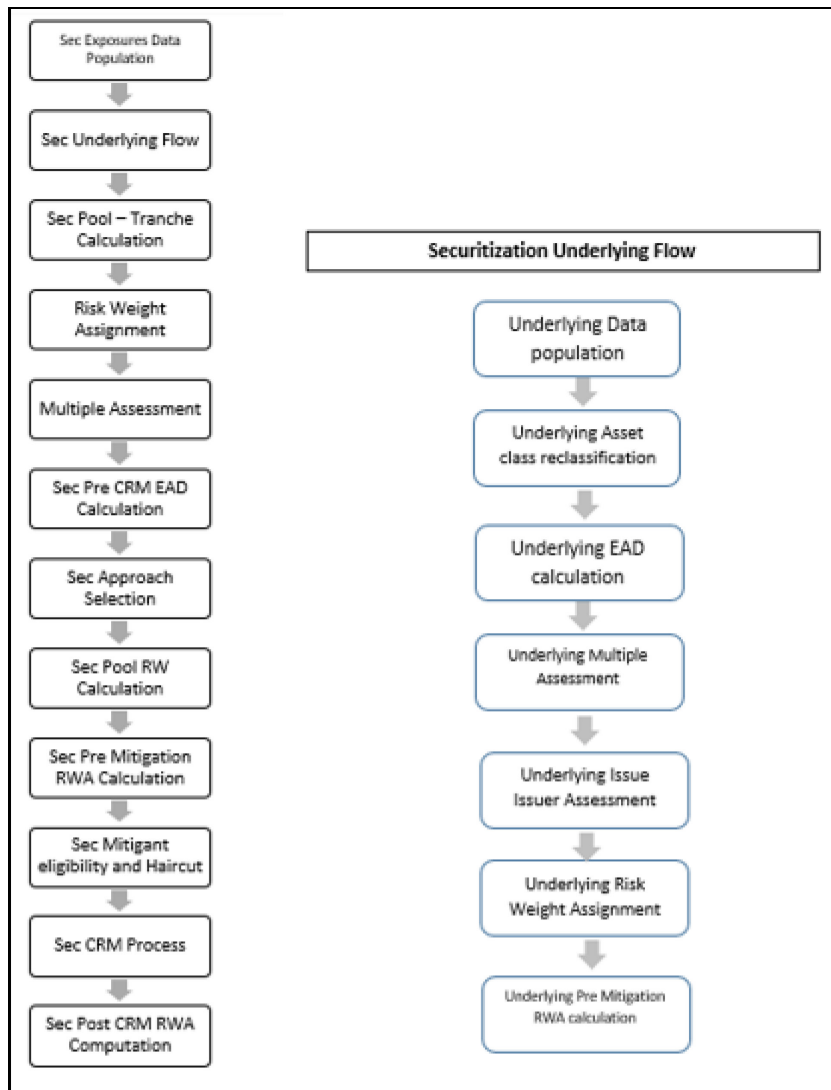 Sec Exposures Data
Population
Sec Underlying Flow
Sec Pool – Tranche
Calculation
Risk Weight
Assignment
Multiple Assessment
Sec Pre CRM EAD
Calculation
Sec Approach
Selection
Sec Pool RW
Calculation
Sec Pre Mitigation
RWA Calculation
Sec Mitigant
eligibility and Haircut
Sec CRM Process
Sec Post CRM RWA
Computation
Securitization Underlying Flow
Underlying Data
population
Underlying Asset
class reclassification
Underlying EAD
calculation
Underlying Multiple
Assessment
Underlying Issue
Issuer Assessment
Underlying Risk
Weight Assignment
Underlying Pre Mitigation
RWA calculation